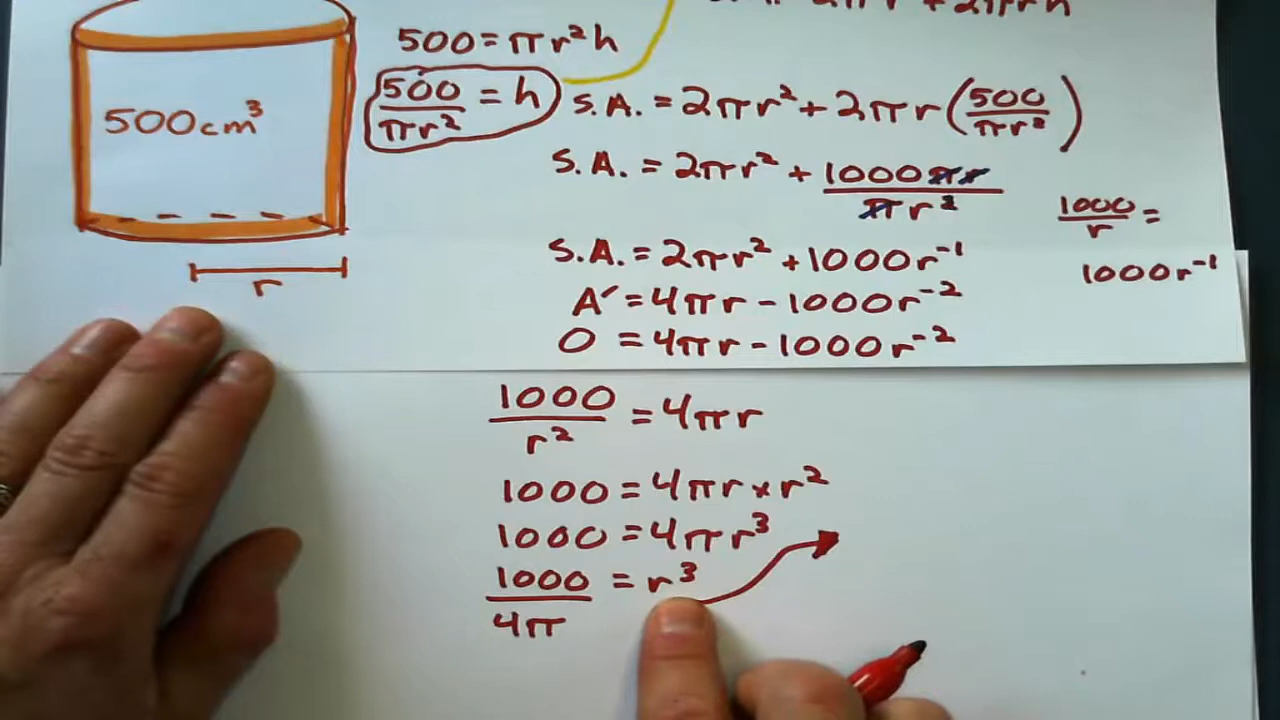 500 = πr²h
500/πr² = h
500cm³
r
S.A. = 2πr² + 2πr(500/πr²)
S.A. = 2πr² + 1000πr/πr²
1000/r =
1000r⁻¹
S.A. = 2πr² + 1000r⁻¹
A′ = 4πr - 1000r⁻²
0 = 4πr - 1000r⁻²
1000/r² = 4πr
1000 = 4πr × r²
1000 = 4πr³
1000/4π = r³